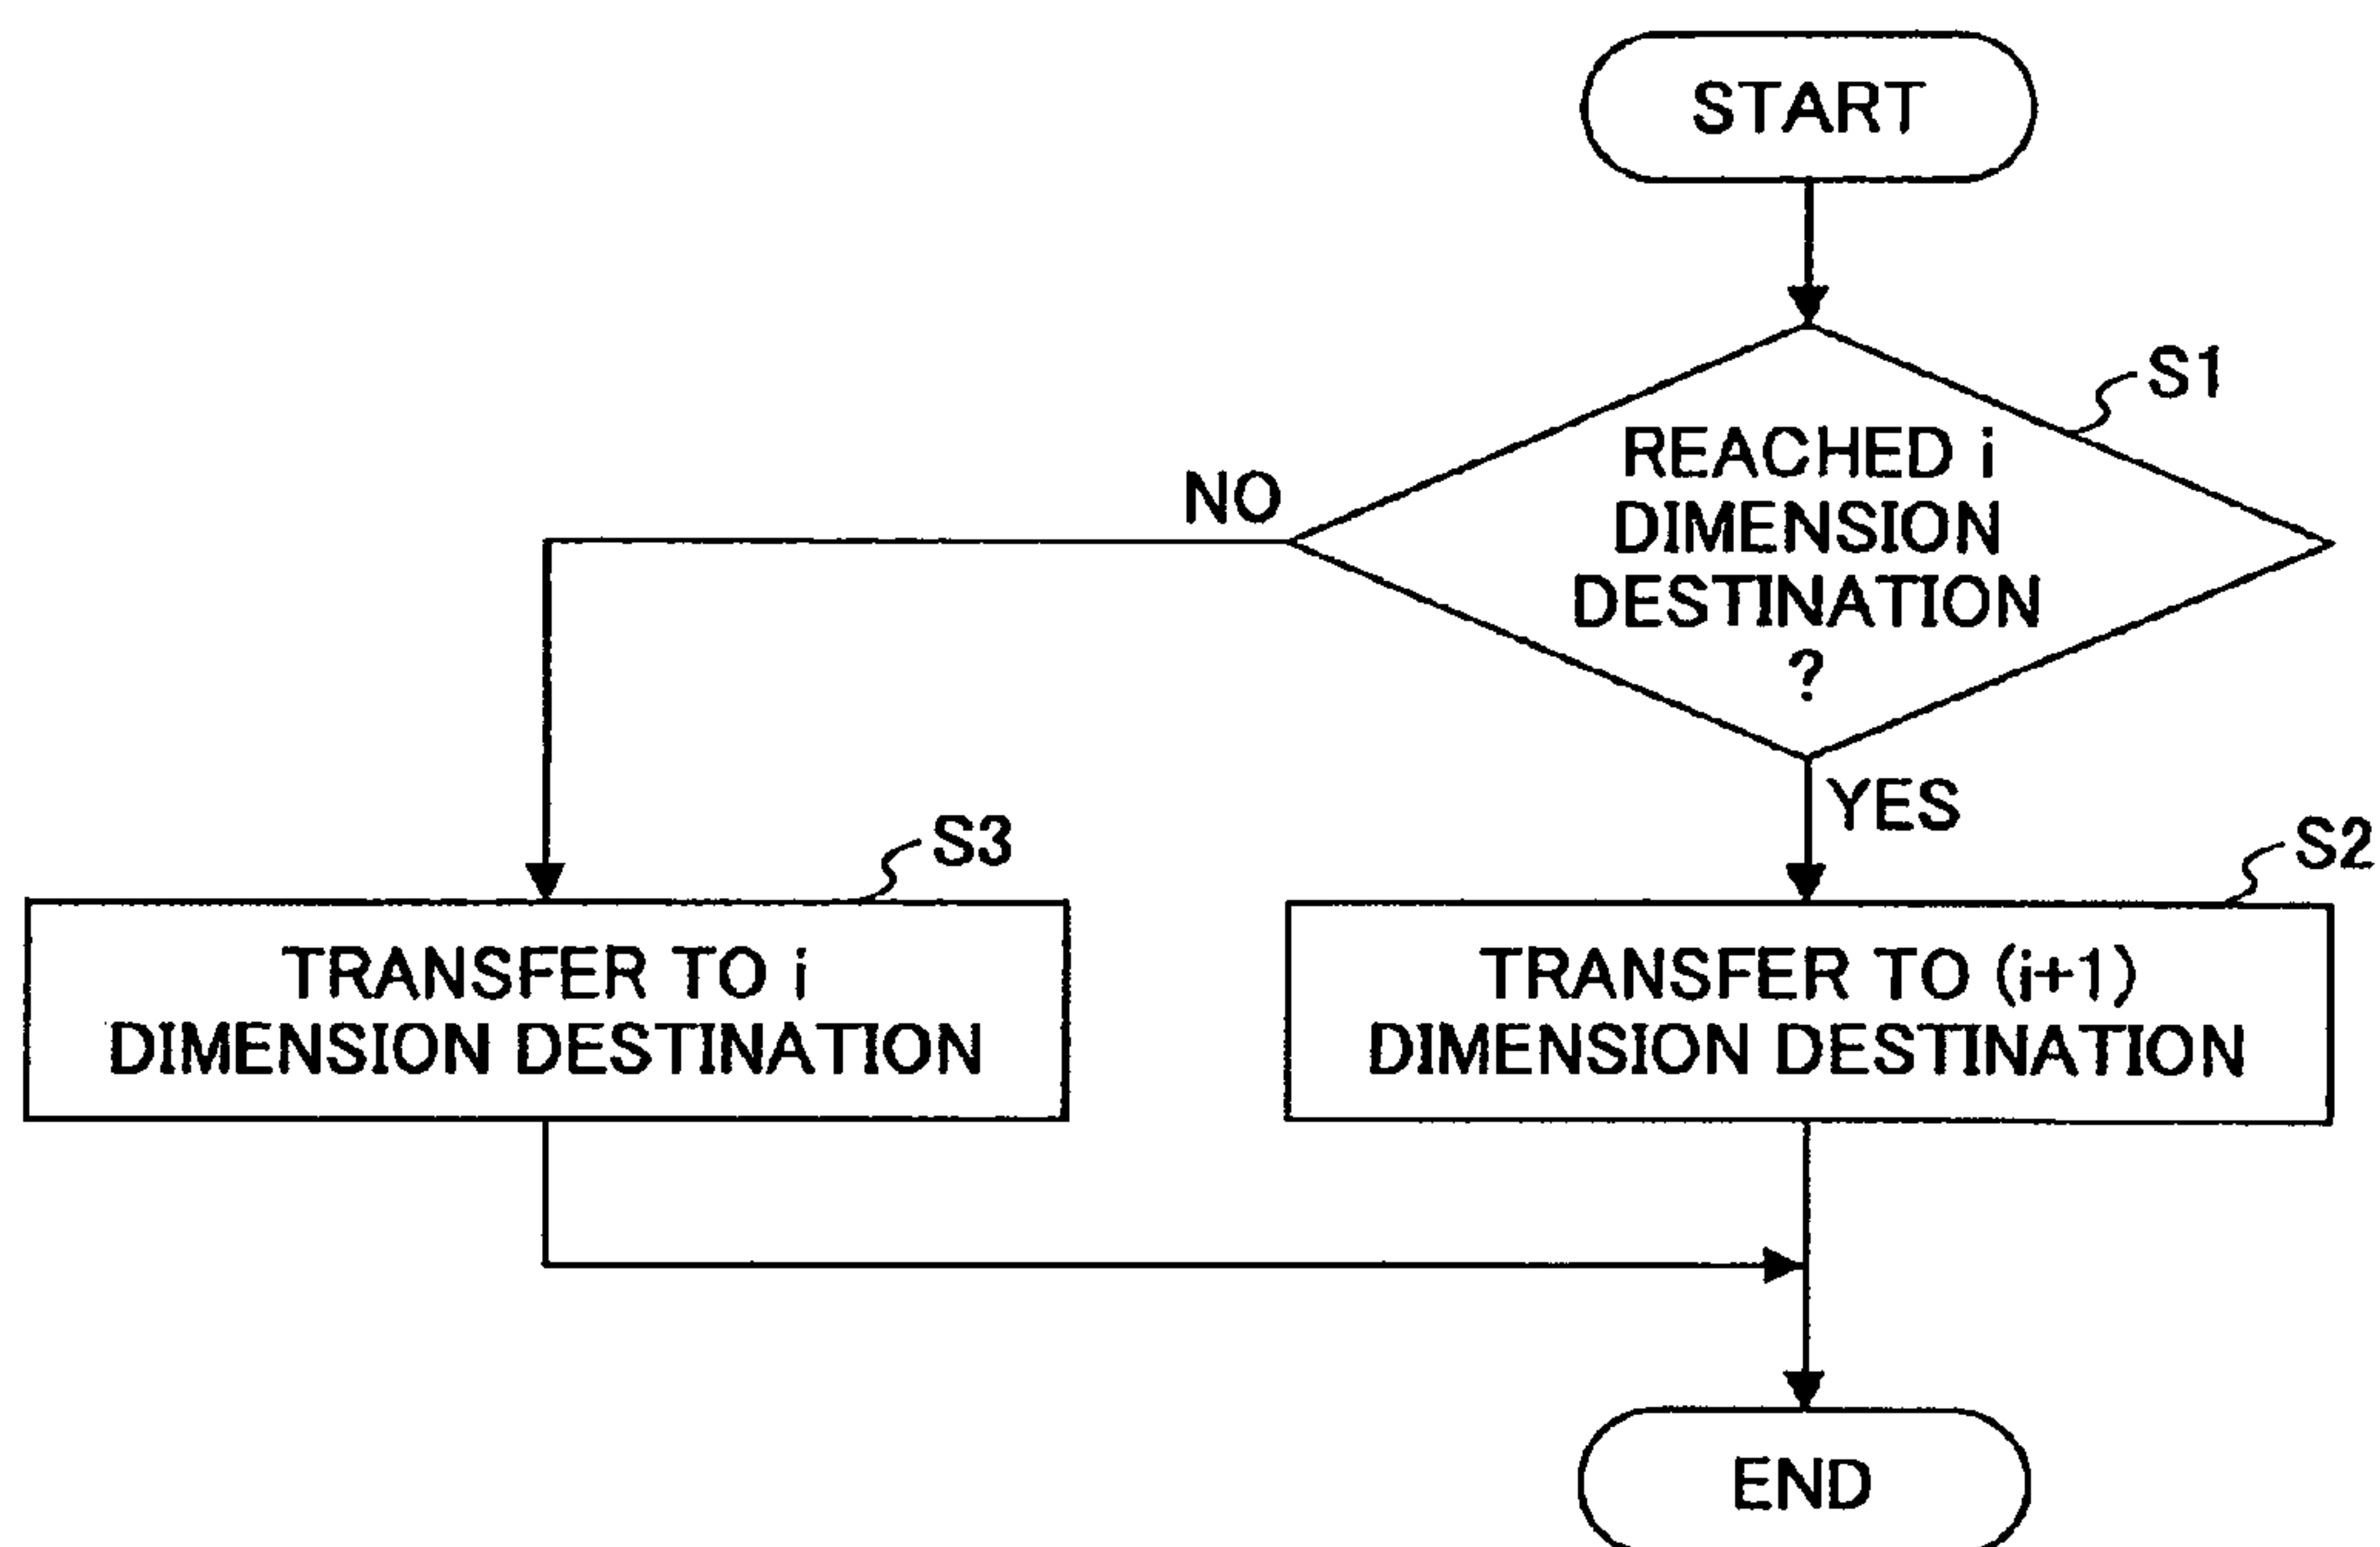 START
S1
REACHED i
DIMENSION
DESTINATION
?
NO
YES
S3
S2
TRANSFER TO i
DIMENSION DESTINATION
TRANSFER TO (i+1)
DIMENSION DESTINATION
END